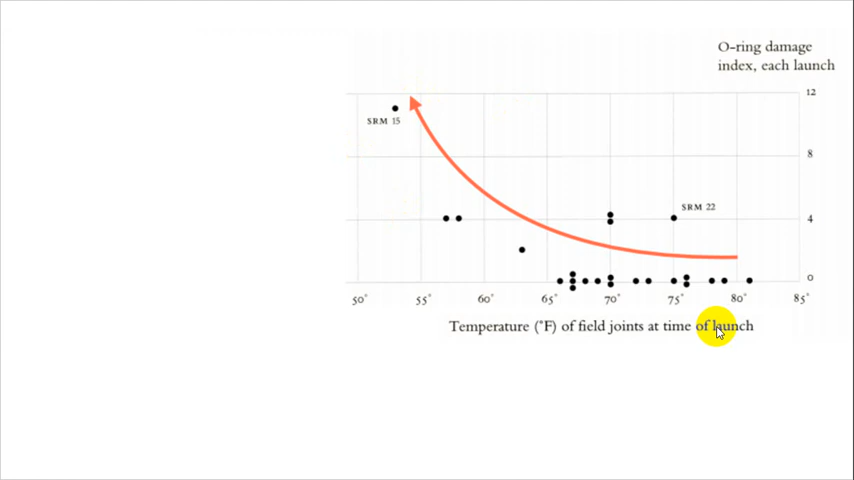 O-ring damage
index, each launch
12
SRM 15
8
SRM 22
4
0
50° 55° 60° 65° 70° 75° 80° 85°
Temperature (°F) of field joints at time of launch